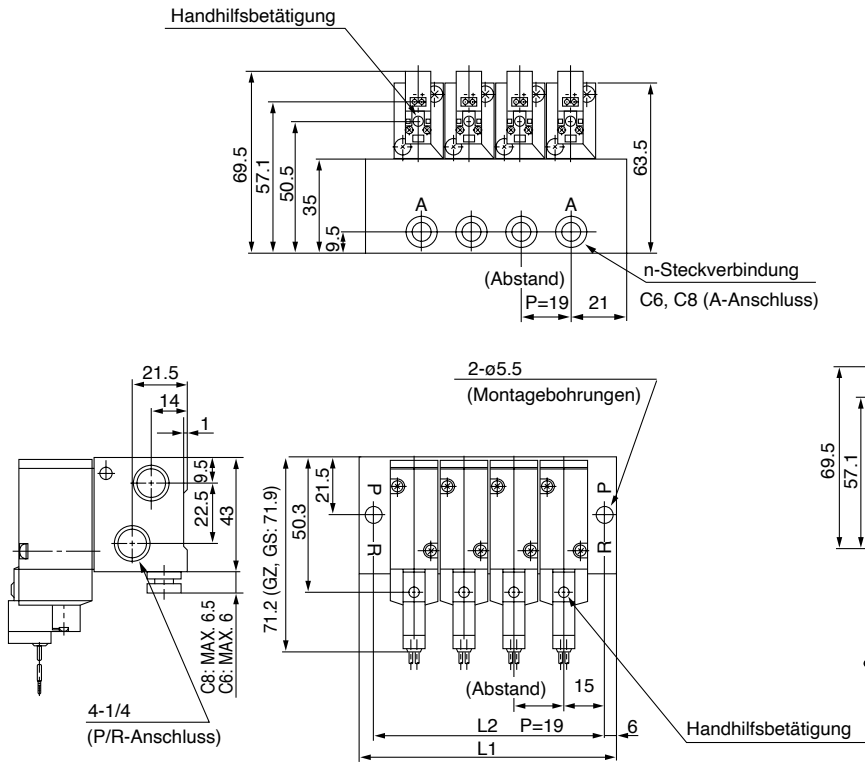 Handhilfsbetätigung
69.5
57.1
50.5
35
9.5
63.5
A
A
(Abstand)
P=19
21
n-Steckverbindung
C6, C8 (A-Anschluss)
21.5
14
1
9.5
22.5
43
C8: MAX. 6.5
C6: MAX. 6
4-1/4
(P/R-Anschluss)
2-ø5.5
(Montagebohrungen)
71.2 (GZ, GS: 71.9)
50.3
21.5
P
R
P
R
(Abstand)
15
L2
P=19
6
L1
Handhilfsbetätigung
69.5
57.1